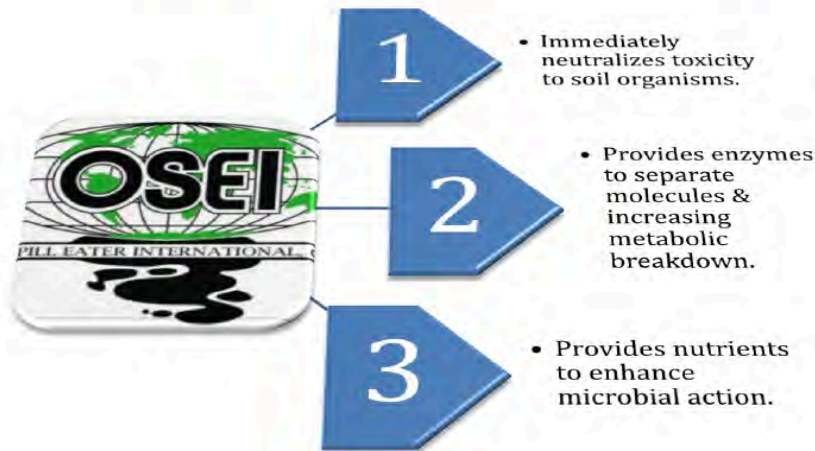 OSEI
PILL EATER INTERNATIONAL,
1
• Immediately
neutralizes toxicity
to soil organisms.
2
• Provides enzymes
to separate
molecules &
increasing
metabolic
breakdown.
3
• Provides nutrients
to enhance
microbial action.